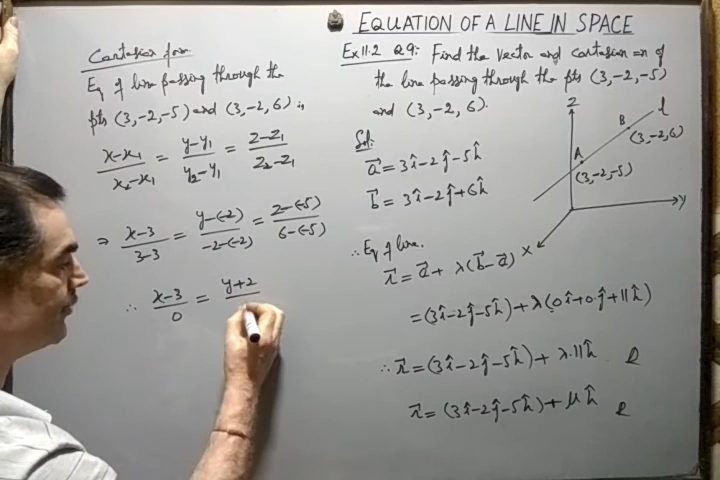 EQUATION OF A LINE IN SPACE
Ex 11.2 Q 9: Find the vector and cartesian en of
the line passing through the pts (3,-2,-5)
and (3,-2,6).
Sol:
a⃗ = 3î-2ĵ-5k̂
b⃗ = 3î-2ĵ+6k̂
∴ Eq of line.
r⃗ = a⃗ + λ(b⃗-a⃗)
= (3î-2ĵ-5k̂)+λ(0î+0.ĵ+11k̂)
∴ r⃗ = (3î-2ĵ-5k̂) + λ.11k̂ R
r⃗ = (3î-2ĵ-5k̂)+ μk̂ R
Z
B
l
(3,-2,6)
A
(3,-2,-5)
Y
X
Cartesian form
Eq of line passing through the
pts (3,-2,-5) and (3,-2,6) is
x-x₁/x₂-x₁ = y-y₁/y₂-y₁ = z-z₁/z₂-z₁
⇒ x-3/3-3 = y-(-2)/-2-(-2) = z-(-5)/6-(-5)
∴ x-3/0 = y+2/